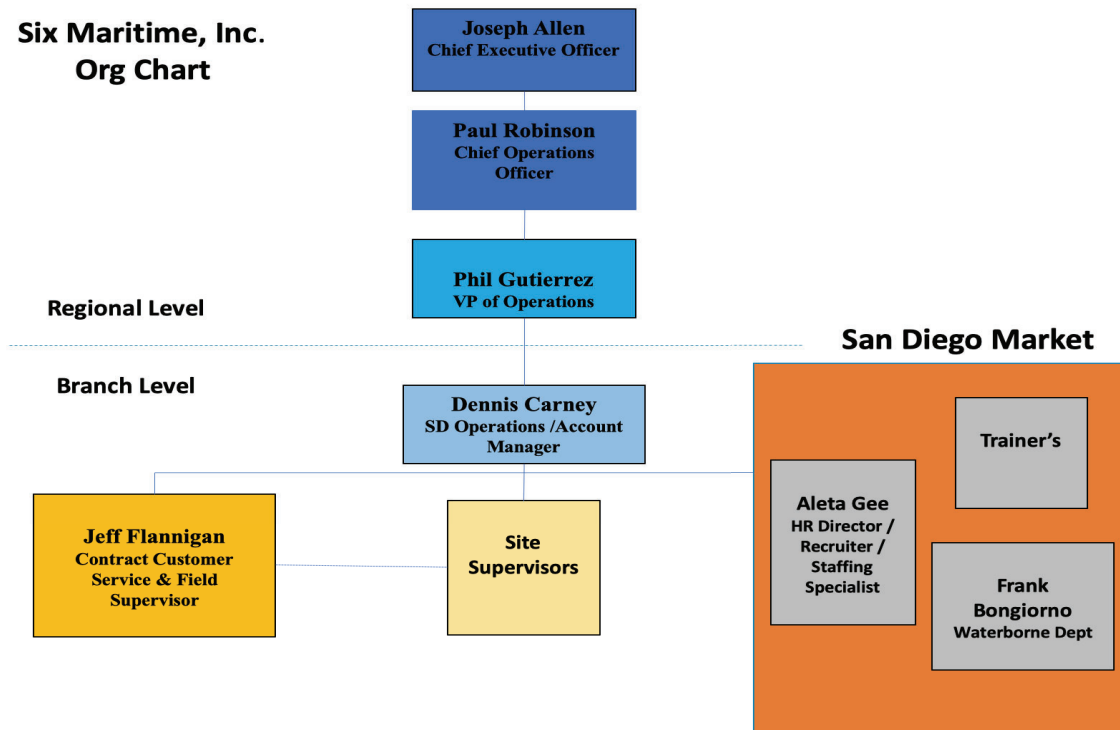 Six Maritime, Inc.
Org Chart
Joseph Allen
Chief Executive Officer
Paul Robinson
Chief Operations
Officer
Phil Gutierrez
VP of Operations
Regional Level
San Diego Market
Branch Level
Dennis Carney
SD Operations /Account
Manager
Jeff Flannigan
Contract Customer
Service & Field
Supervisor
Site
Supervisors
Trainer’s
Aleta Gee
HR Director /
Recruiter /
Staffing
Specialist
Frank
Bongiorno
Waterborne Dept